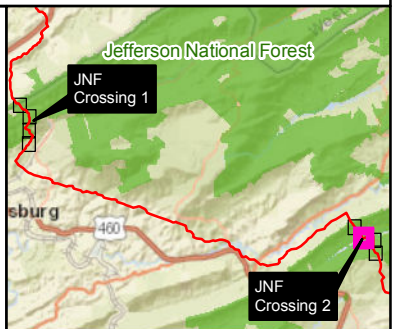 Jefferson National Forest
JNF
Crossing 1
sburg
460
JNF
Crossing 2